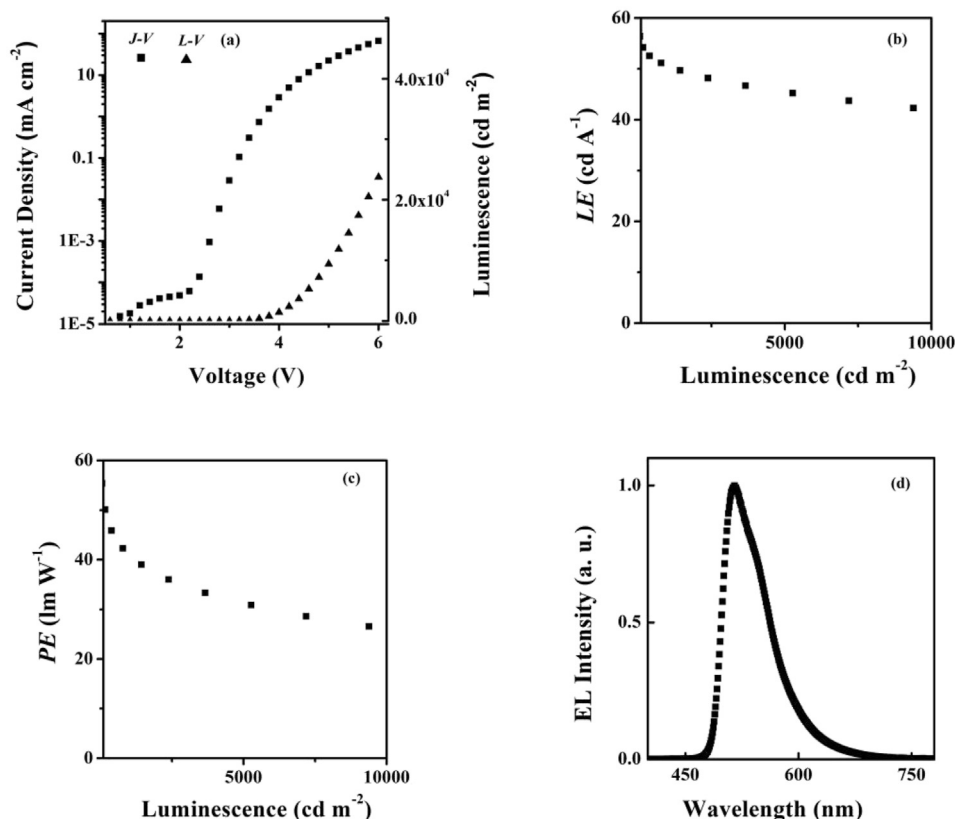 J-V L-V (a)
10
0.1
1E-3
1E-5
Current Density (mA cm-2)
2 4 6
Voltage (V)
4.0x10⁴
2.0x10⁴
0.0
Luminescence (cd m-2)
(b)
60
40
20
0
LE (cd A-1)
5000 10000
Luminescence (cd m-2)
(c)
60
40
20
0
PE (lm W-1)
5000 10000
Luminescence (cd m-2)
(d)
1.0
0.5
0.0
EL Intensity (a. u.)
450 600 750
Wavelength (nm)